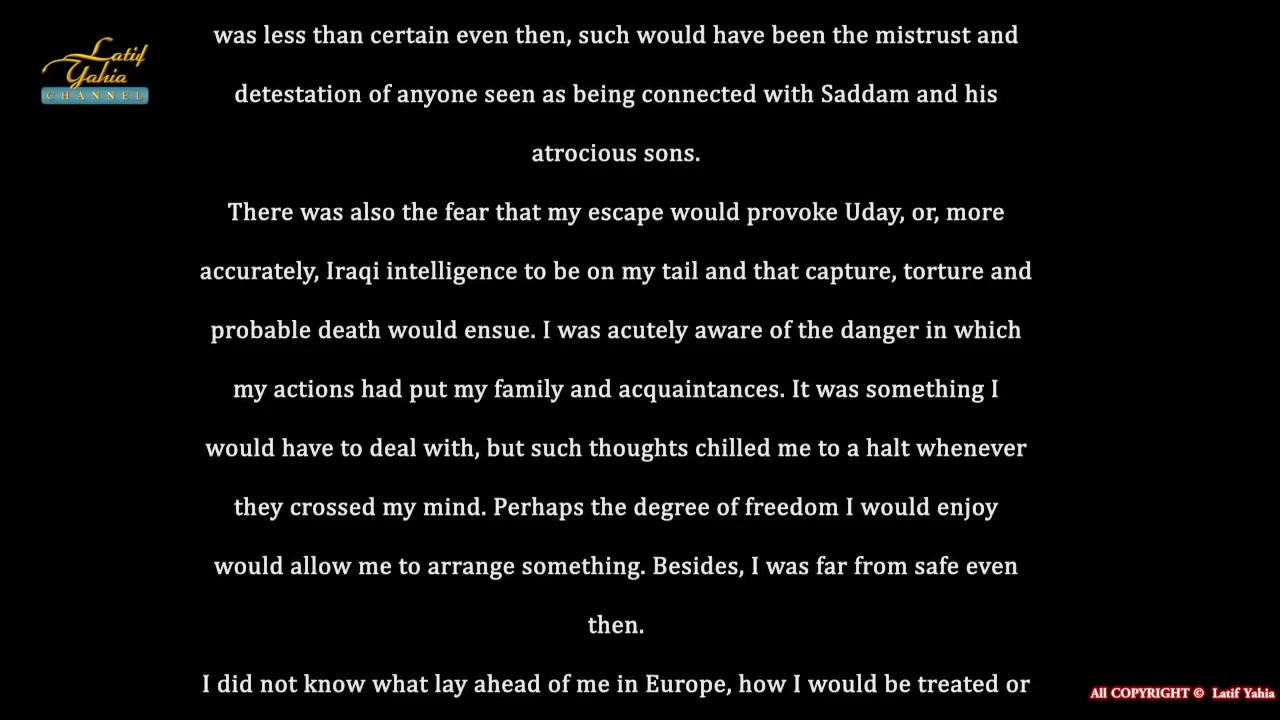 Latif
Yahia
CHANNEL
was less than certain even then, such would have been the mistrust and
detestation of anyone seen as being connected with Saddam and his
atrocious sons.
There was also the fear that my escape would provoke Uday, or, more
accurately, Iraqi intelligence to be on my tail and that capture, torture and
probable death would ensue. I was acutely aware of the danger in which
my actions had put my family and acquaintances. It was something I
would have to deal with, but such thoughts chilled me to a halt whenever
they crossed my mind. Perhaps the degree of freedom I would enjoy
would allow me to arrange something. Besides, I was far from safe even
then.
I did not know what lay ahead of me in Europe, how I would be treated or
All COPYRIGHT © Latif Yahia